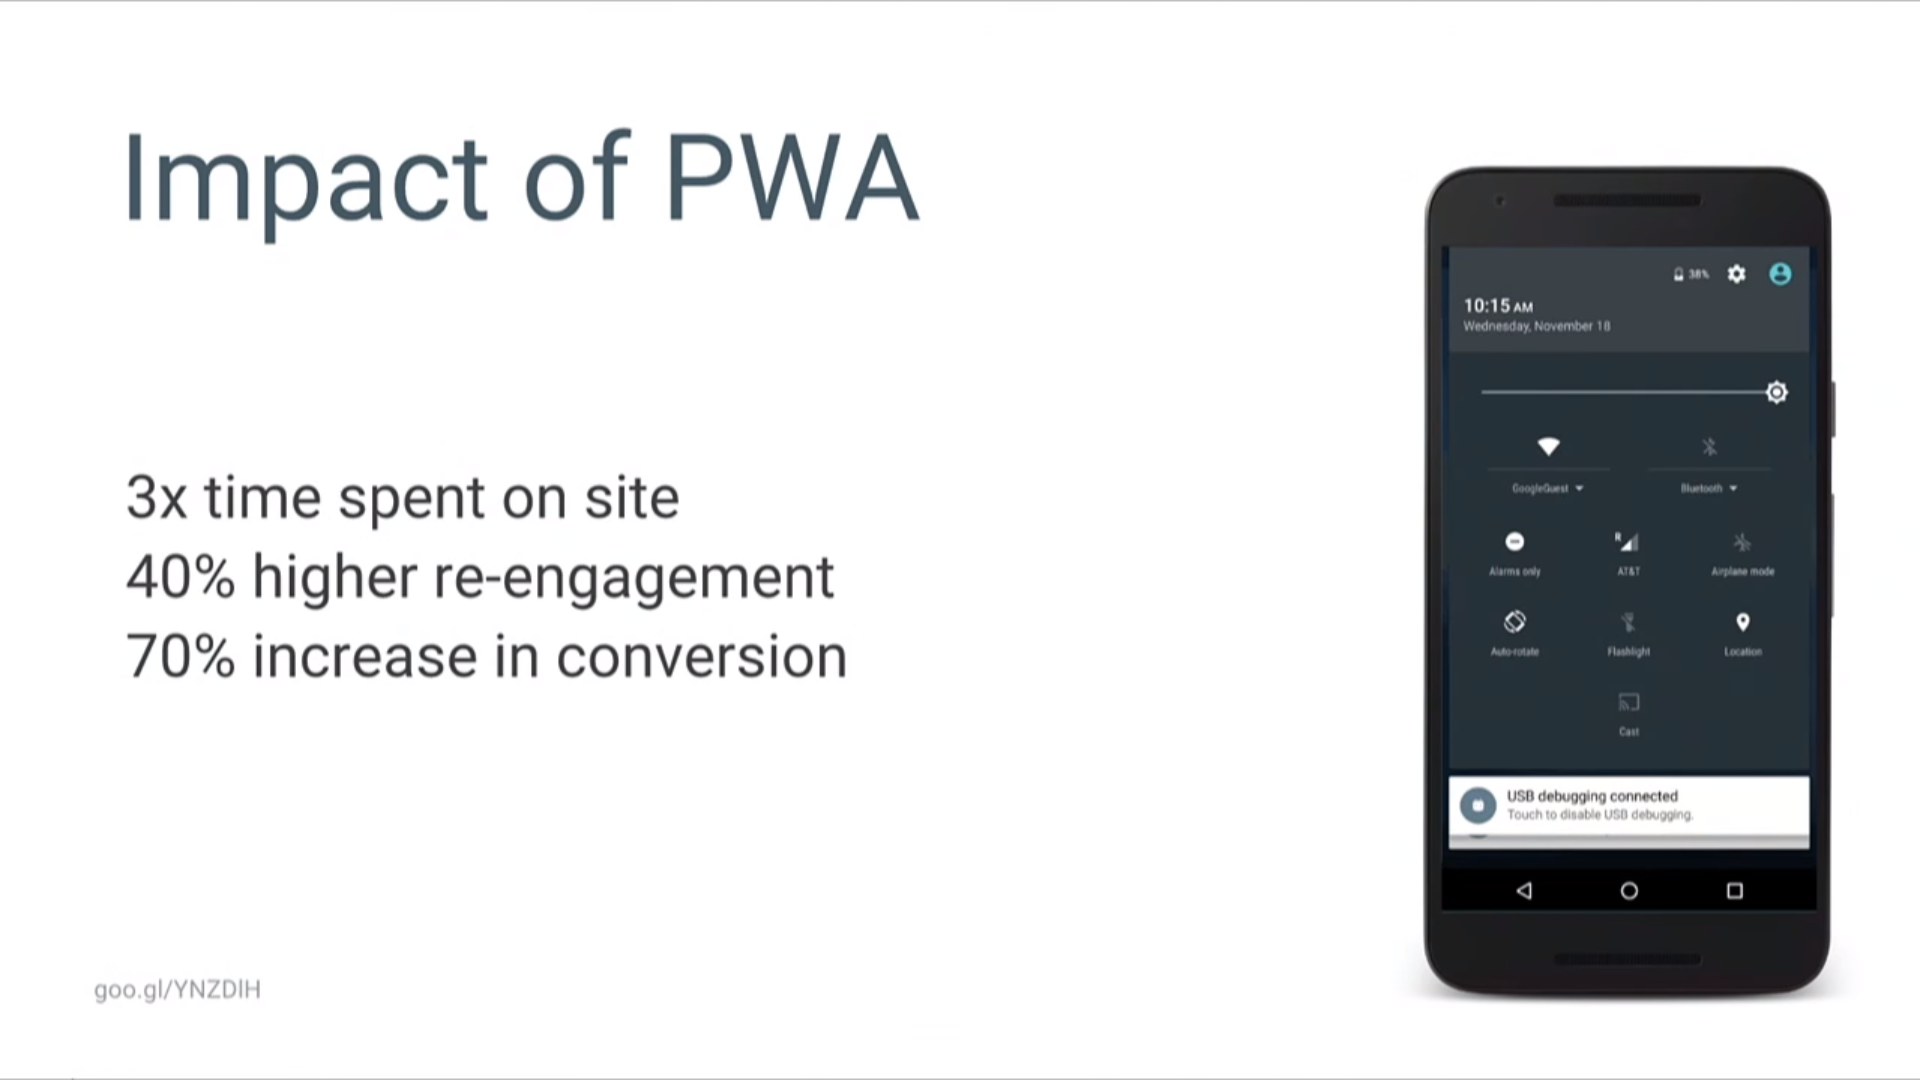 Impact of PWA
3x time spent on site
40% higher re-engagement
70% increase in conversion
goo.gl/YNZDlH
38%
10:15 AM
Wednesday, November 18
GoogleGuest
Bluetooth
Alarms only
R
AT&T
Airplane mode
Auto-rotate
Flashlight
Location
Cast
USB debugging connected
Touch to disable USB debugging.